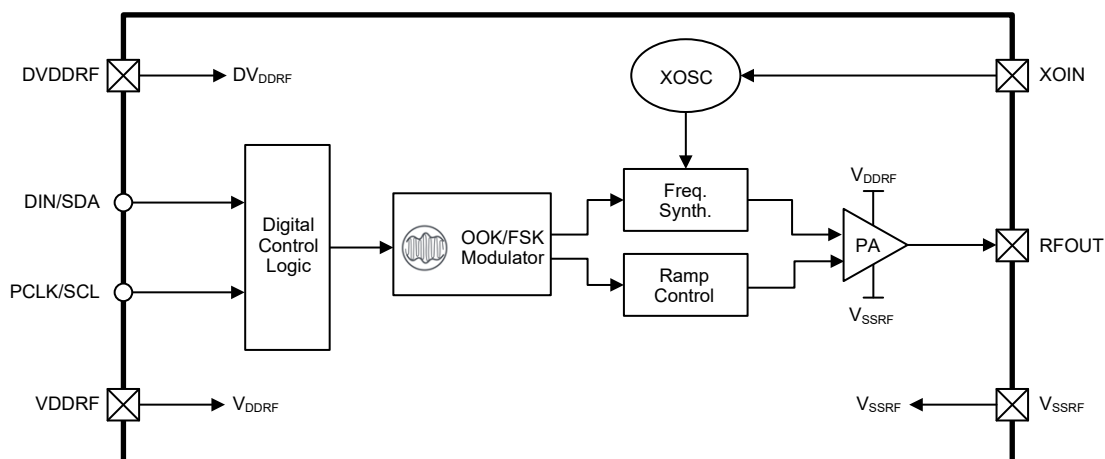 DVDDRF
DVDDRF
XOSC
XOIN
DIN/SDA
Digital
Control
Logic
PCLK/SCL
OOK/FSK
Modulator
Freq.
Synth.
Ramp
Control
VDDRF
PA
VSSRF
RFOUT
VDDRF
VDDRF
VSSRF
VSSRF